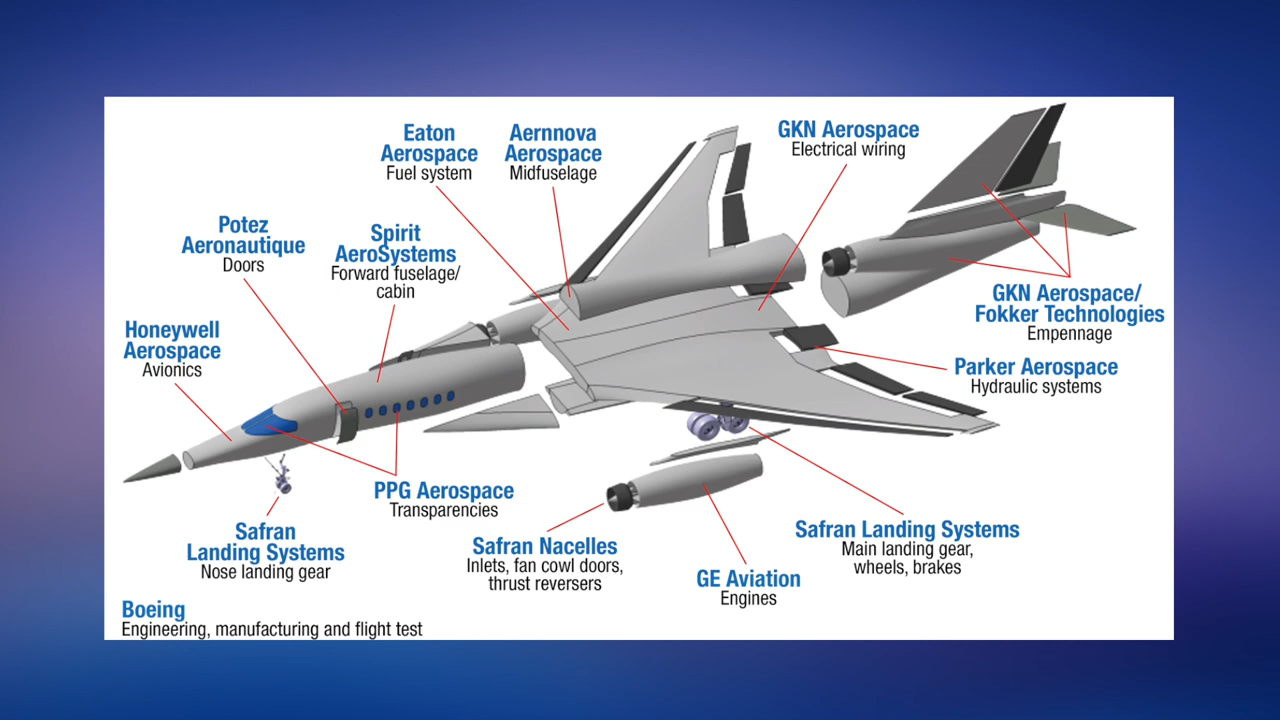 Eaton
Aerospace
Fuel system
Aernnova
Aerospace
Midfuselage
GKN Aerospace
Electrical wiring
Potez
Aeronautique
Doors
Spirit
AeroSystems
Forward fuselage/
cabin
Honeywell
Aerospace
Avionics
GKN Aerospace/
Fokker Technologies
Empennage
Parker Aerospace
Hydraulic systems
PPG Aerospace
Transparencies
Safran
Landing Systems
Nose landing gear
Safran Nacelles
Inlets, fan cowl doors,
thrust reversers
GE Aviation
Engines
Safran Landing Systems
Main landing gear,
wheels, brakes
Boeing
Engineering, manufacturing and flight test